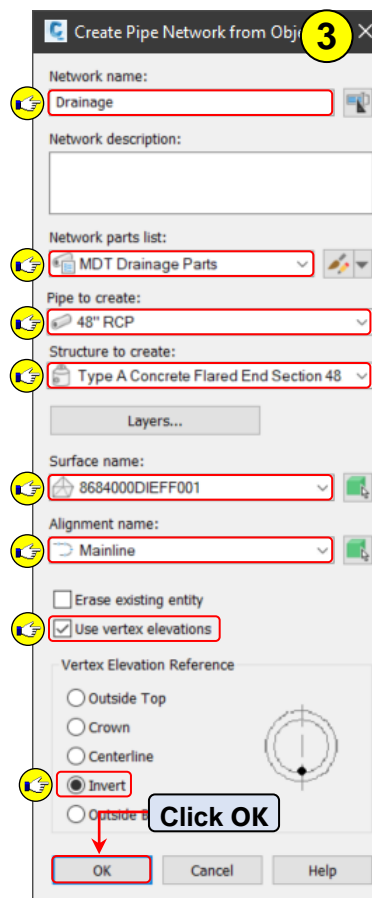 Create Pipe Network from Obj
3
Network name:
Drainage
Network description:
Network parts list:
MDT Drainage Parts
Pipe to create:
48" RCP
Structure to create:
Type A Concrete Flared End Section 48
Layers...
Surface name:
8684000DIEFF001
Alignment name:
Mainline
Erase existing entity
Use vertex elevations
Vertex Elevation Reference
Outside Top
Crown
Centerline
Invert
Outside B
Click OK
OK Cancel Help